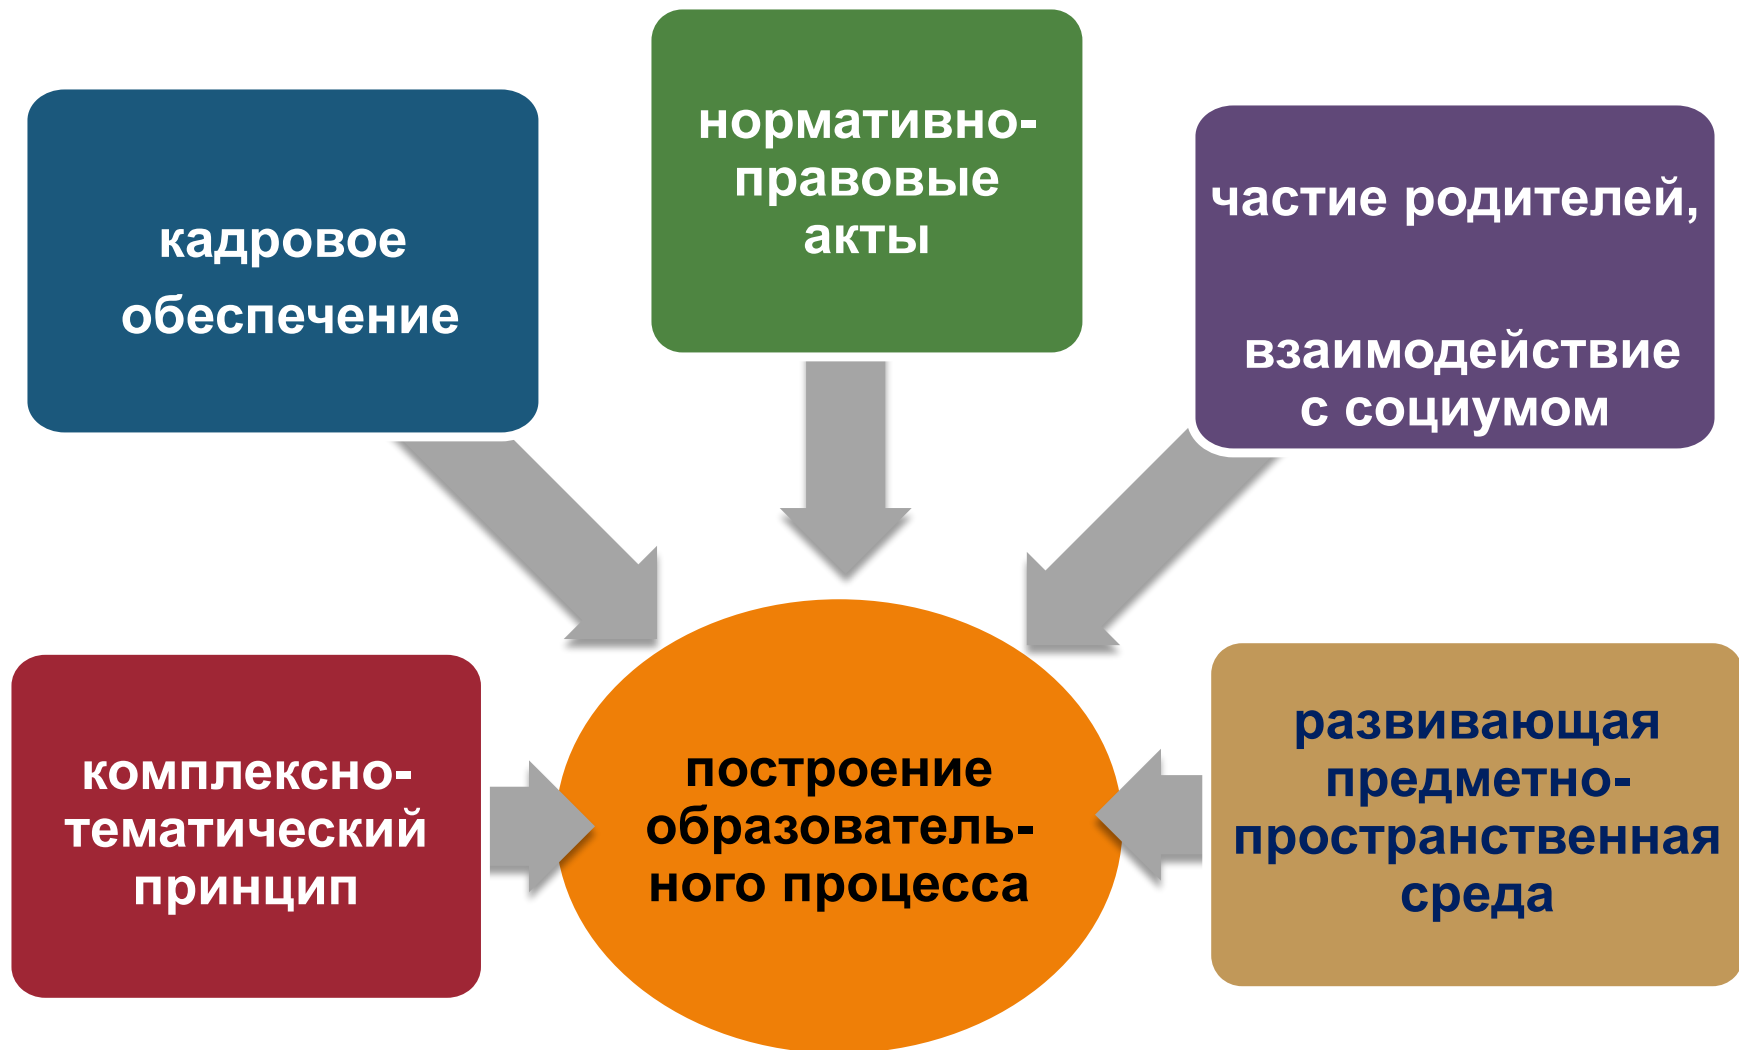 кадровое
обеспечение
нормативно-
правовые
акты
частие родителей,
взаимодействие
с социумом
комплексно-
тематический
принцип
построение
образователь-
ного процесса
развивающая
предметно-
пространственная
среда